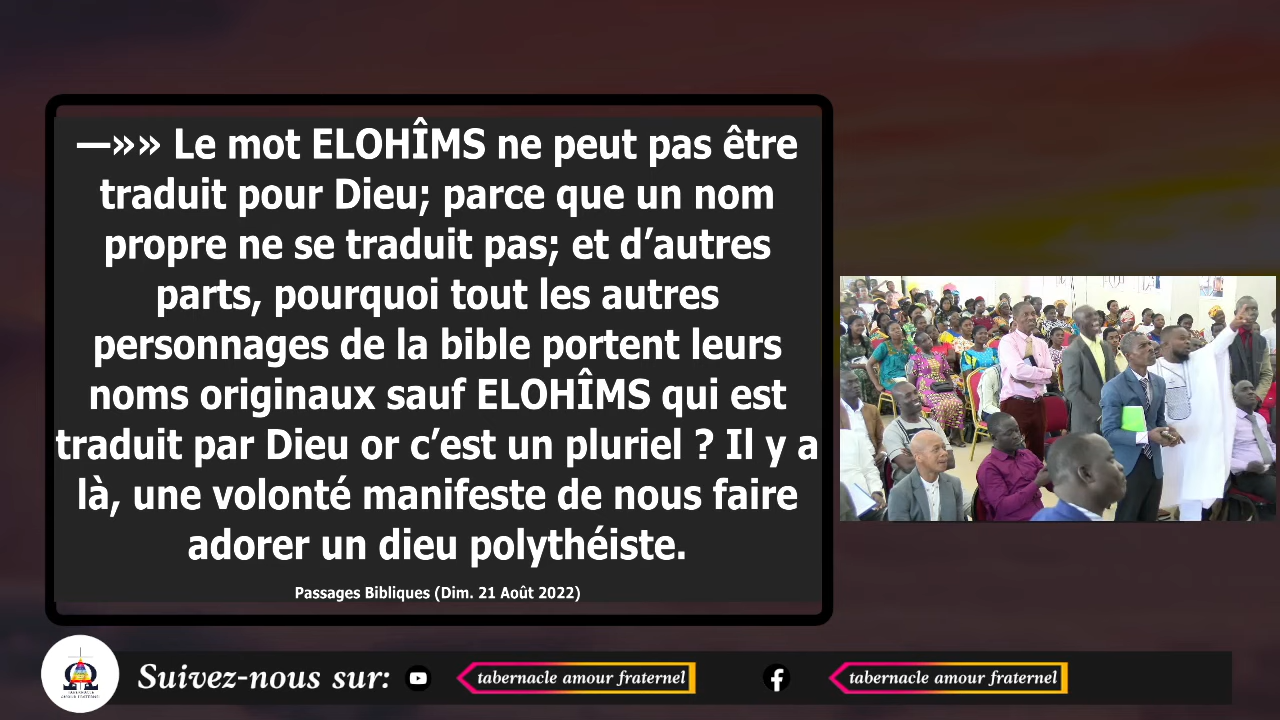 —»» Le mot ELOHÎMS ne peut pas être
traduit pour Dieu; parce que un nom
propre ne se traduit pas; et d’autres
parts, pourquoi tout les autres
personnages de la bible portent leurs
noms originaux sauf ELOHÎMS qui est
traduit par Dieu or c’est un pluriel ? Il y a
là, une volonté manifeste de nous faire
adorer un dieu polythéiste.
Passages Bibliques (Dim. 21 Août 2022)
Suivez-nous sur:
tabernacle amour fraternel
tabernacle amour fraternel
TABERNACLE
AMOUR FRATERNEL